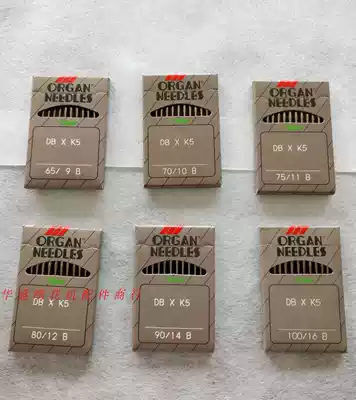 ORGAN
NEEDLES
DB X K5
65/ 9 B
ORGAN
NEEDLES
DB X K5
70/10 B
ORGAN
NEEDLES
DB X K5
75/11 B
ORGAN
NEEDLES
DB X K5
80/12 B
ORGAN
NEEDLES
DB X K5
90/14 B
ORGAN
NEEDLES
DB X K5
100/16 B